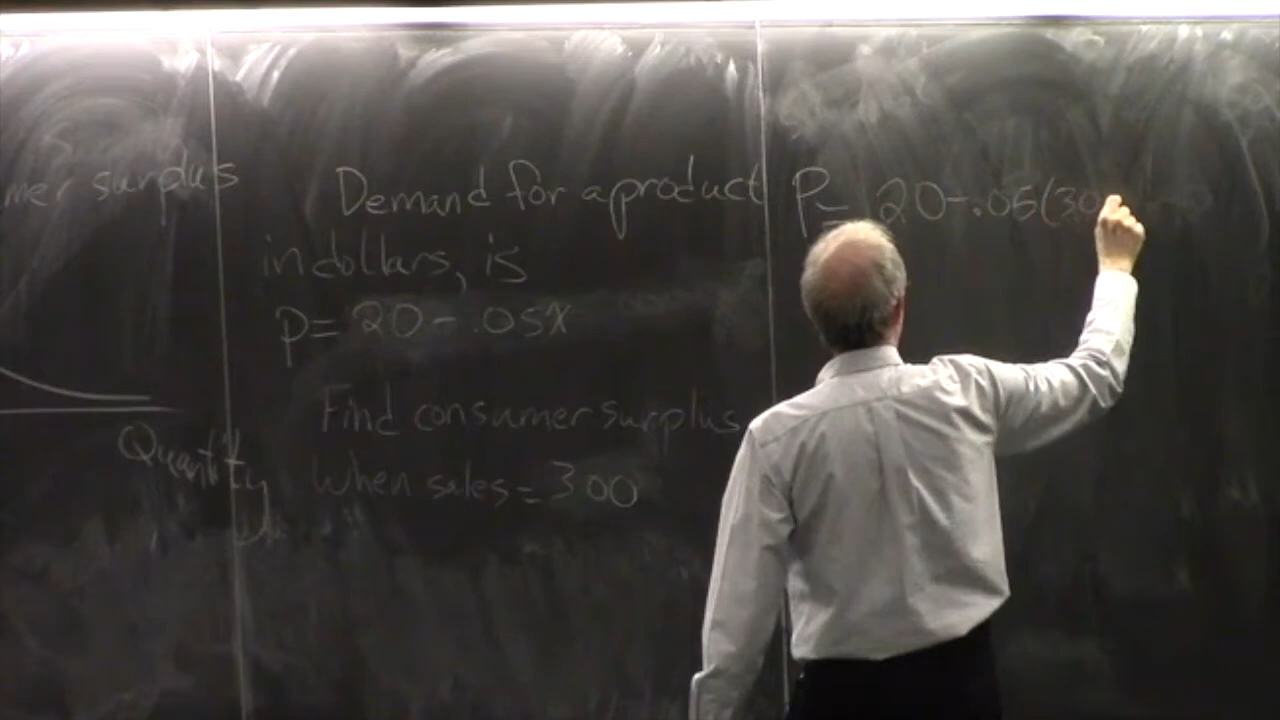 mer surplus
Quantity
Demand for a product
in dollars, is
p = 20 - .05x
Find consumer surplus
when sales = 300
P = 20 - .05(30